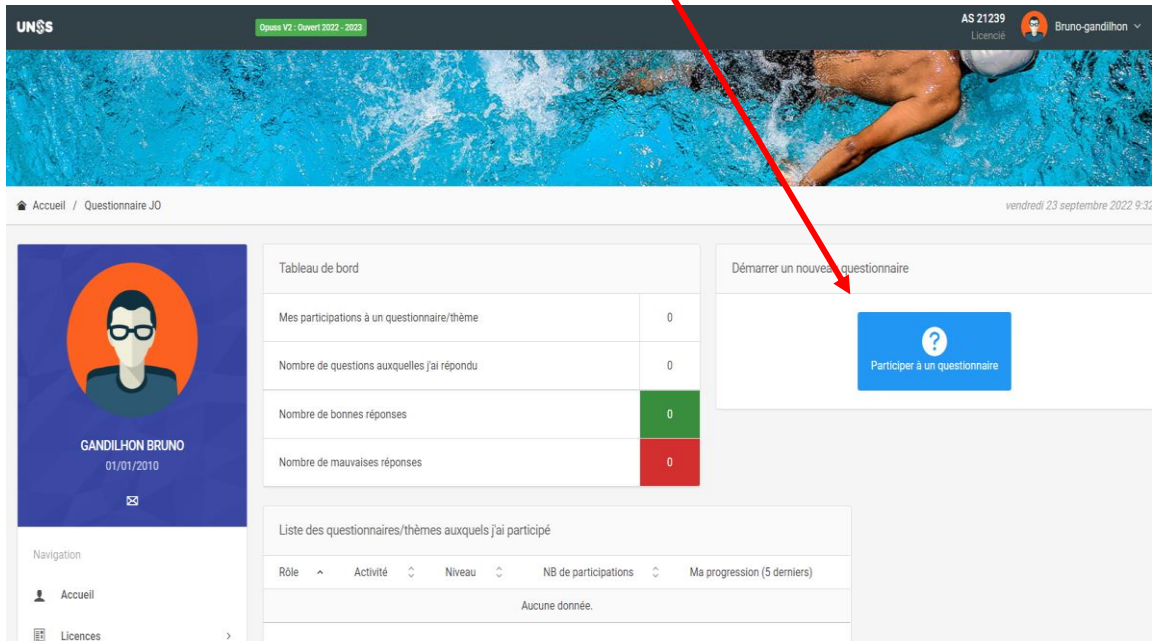 UNSS
Opuss V2 : Ouvert 2022 - 2023
AS 21239
Licencié
Bruno-gandilhon
Accueil / Questionnaire JO
vendredi 23 septembre 2022 9:32
GANDILHON BRUNO
01/01/2010
Navigation
Accueil
Licences
Tableau de bord
Mes participations à un questionnaire/thème 0
Nombre de questions auxquelles j'ai répondu 0
Nombre de bonnes réponses 0
Nombre de mauvaises réponses 0
Démarrer un nouveau questionnaire
?
Participer à un questionnaire
Liste des questionnaires/thèmes auxquels j'ai participé
Rôle Activité Niveau NB de participations Ma progression (5 derniers)
Aucune donnée.